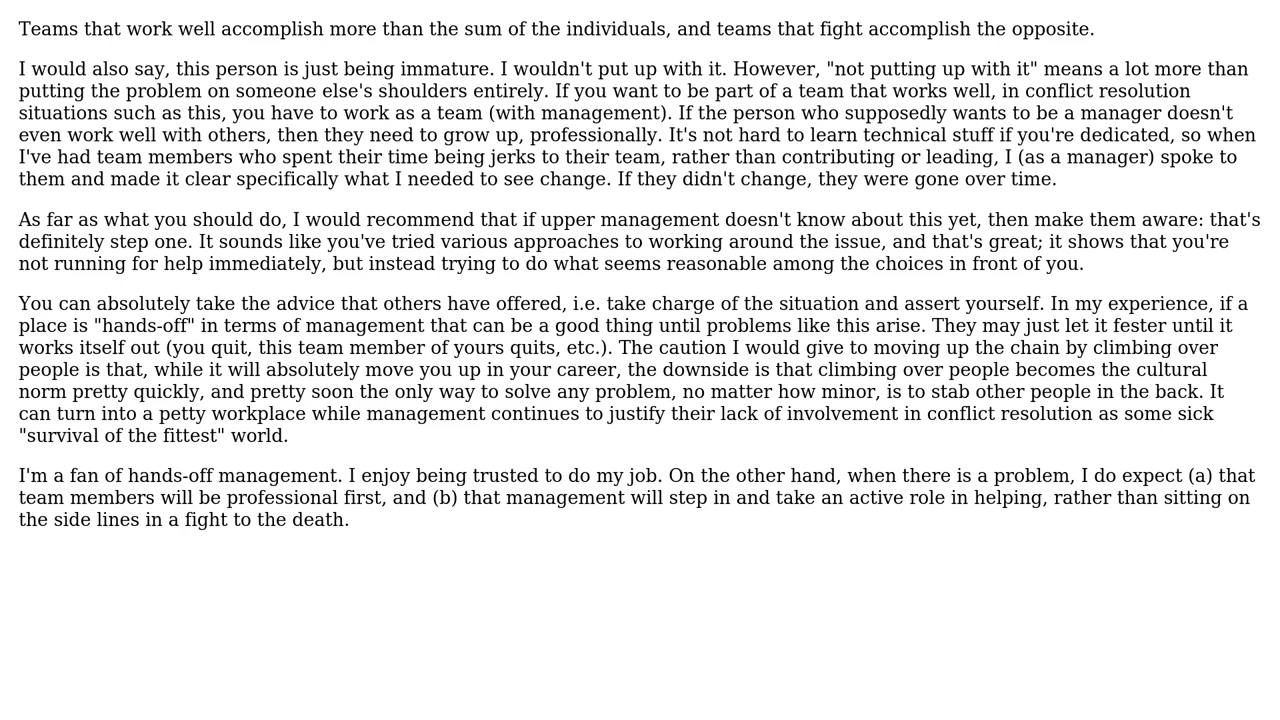 Teams that work well accomplish more than the sum of the individuals, and teams that fight accomplish the opposite.
I would also say, this person is just being immature. I wouldn't put up with it. However, "not putting up with it" means a lot more than
putting the problem on someone else's shoulders entirely. If you want to be part of a team that works well, in conflict resolution
situations such as this, you have to work as a team (with management). If the person who supposedly wants to be a manager doesn't
even work well with others, then they need to grow up, professionally. It's not hard to learn technical stuff if you're dedicated, so when
I've had team members who spent their time being jerks to their team, rather than contributing or leading, I (as a manager) spoke to
them and made it clear specifically what I needed to see change. If they didn't change, they were gone over time.
As far as what you should do, I would recommend that if upper management doesn't know about this yet, then make them aware: that's
definitely step one. It sounds like you've tried various approaches to working around the issue, and that's great; it shows that you're
not running for help immediately, but instead trying to do what seems reasonable among the choices in front of you.
You can absolutely take the advice that others have offered, i.e. take charge of the situation and assert yourself. In my experience, if a
place is "hands-off" in terms of management that can be a good thing until problems like this arise. They may just let it fester until it
works itself out (you quit, this team member of yours quits, etc.). The caution I would give to moving up the chain by climbing over
people is that, while it will absolutely move you up in your career, the downside is that climbing over people becomes the cultural
norm pretty quickly, and pretty soon the only way to solve any problem, no matter how minor, is to stab other people in the back. It
can turn into a petty workplace while management continues to justify their lack of involvement in conflict resolution as some sick
"survival of the fittest" world.
I'm a fan of hands-off management. I enjoy being trusted to do my job. On the other hand, when there is a problem, I do expect (a) that
team members will be professional first, and (b) that management will step in and take an active role in helping, rather than sitting on
the side lines in a fight to the death.